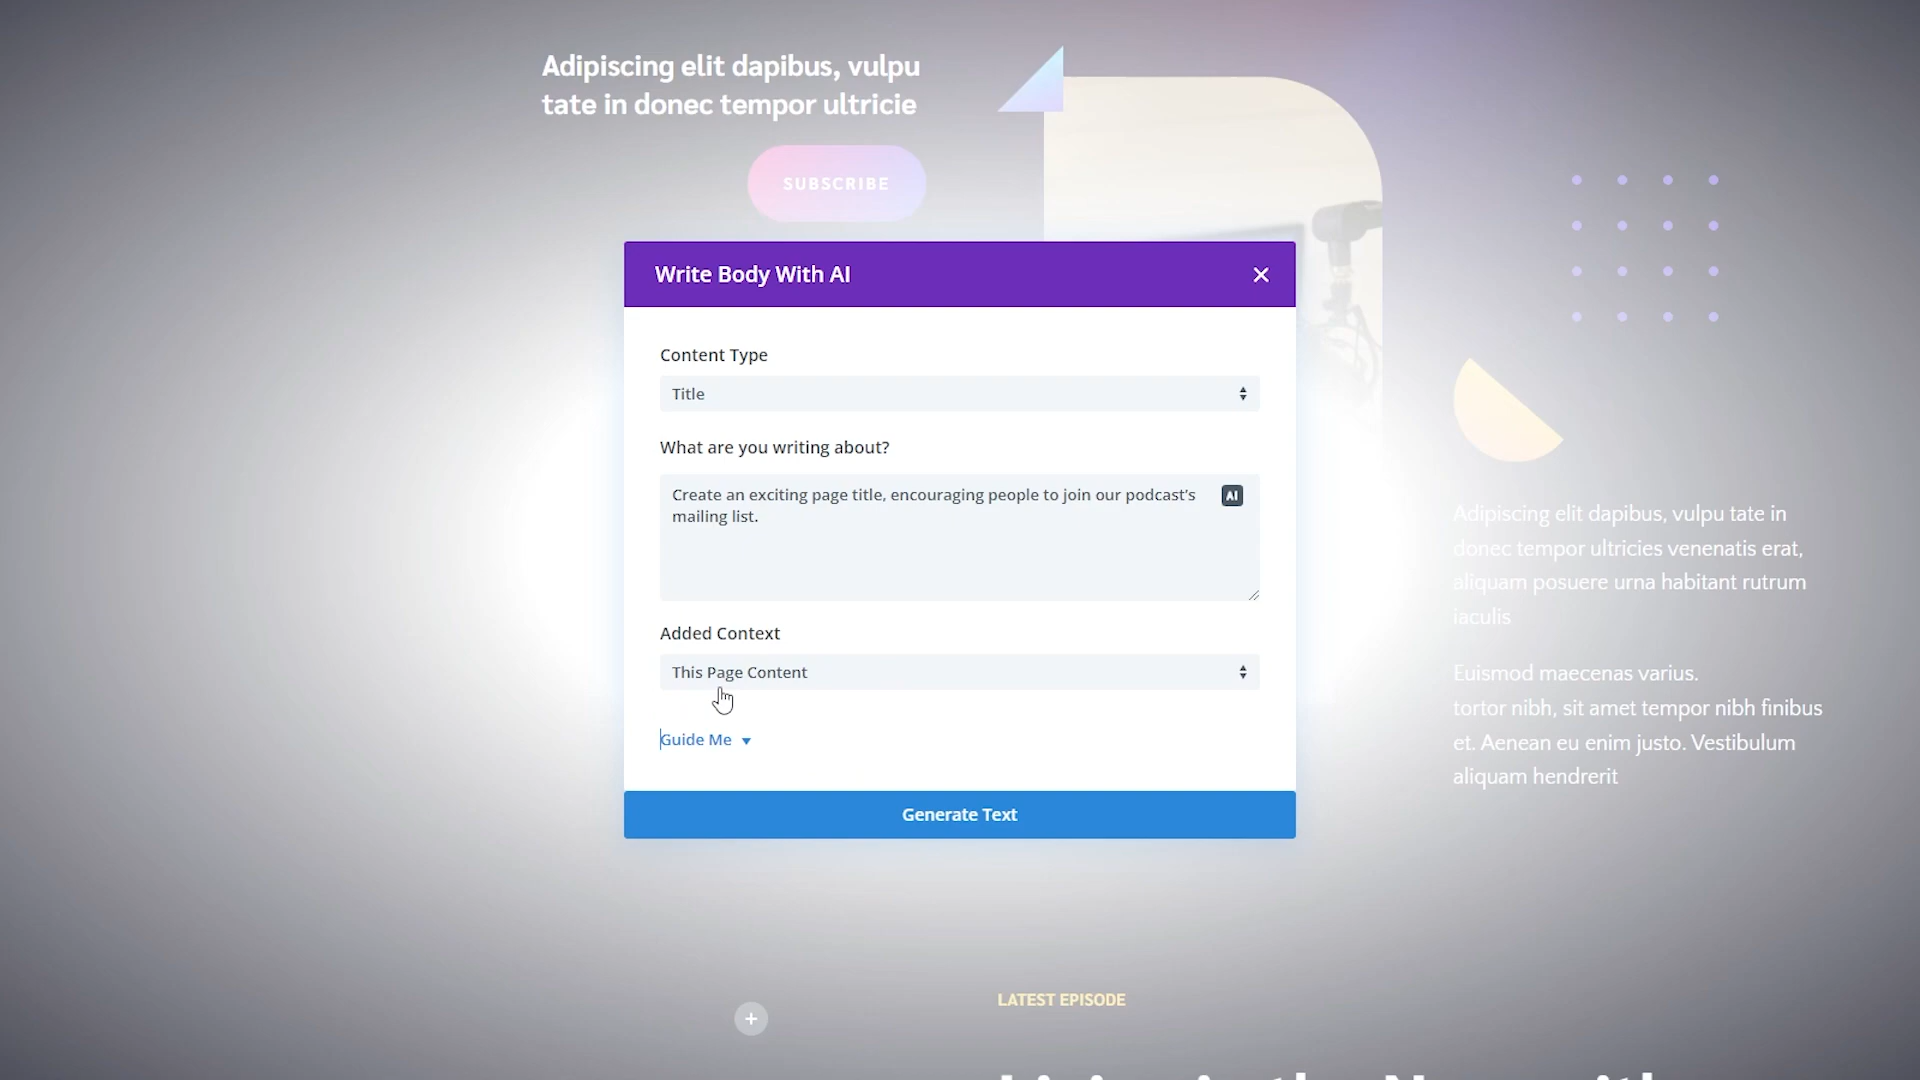 Adipiscing elit dapibus, vulpu
tate in donec tempor ultricie
SUBSCRIBE
Write Body With AI
Content Type
Title
What are you writing about?
Create an exciting page title, encouraging people to join our podcast's
mailing list.
AI
Added Context
This Page Content
Guide Me
Generate Text
Adipiscing elit dapibus, vulpu tate in
donec tempor ultricies venenatis erat,
aliquam posuere urna habitant rutrum
iaculis
Euismod maecenas varius.
tortor nibh, sit amet tempor nibh finibus
et. Aenean eu enim justo. Vestibulum
aliquam hendrerit
LATEST EPISODE